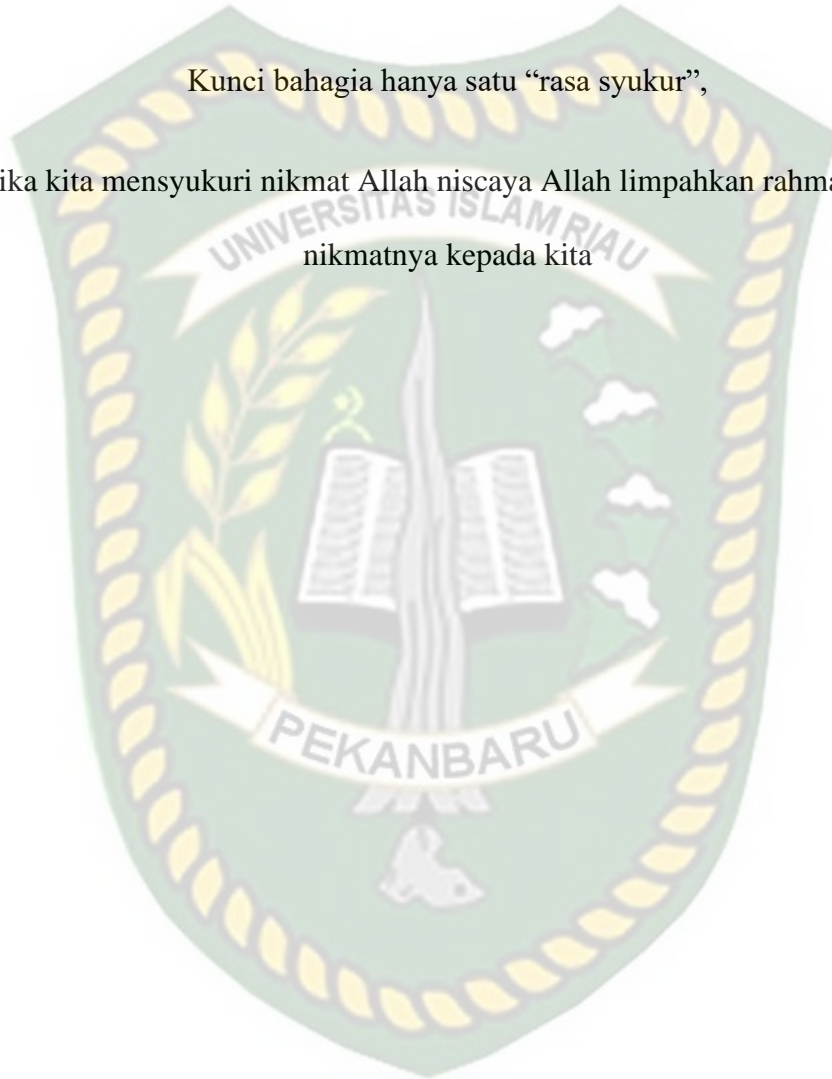 Kunci bahagia hanya satu “rasa syukur”,
ika kita mensyukuri nikmat Allah niscaya Allah limpahkan rahma
UNIVERSITAS ISLAM RIAU
nikmatnya kepada kita
PEKANBARU